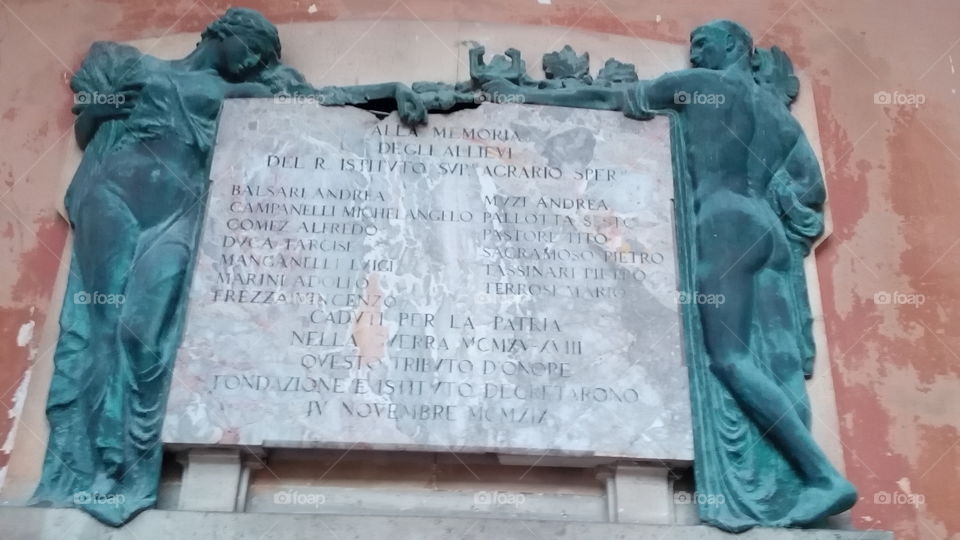 ALLA MEMORIA
DEGLI ALLIEVI
DEL R ISTITVTO SVP AGRARIO SPER
BALSARI ANDREA
CAMPANELLI MICHELANGELO
GOMEZ ALFREDO
DVCA TARCISI
MANGANELLI LUIGI
MARINI ADOLFO
FREZZA VINCENZO
MVZI ANDREA
PALLOTTA SESTO
PASTORE TITO
SACRAMOSO PIETRO
TASSINARI PIETRO
TERROSI MARIO
CADVTI PER LA PATRIA
NELLA GVERRA MCMXV-XVIII
QVESTO TRIBVTO D'ONORE
FONDAZIONE E ISTITVTO DECRETARONO
IV NOVEMBRE MCMXIX